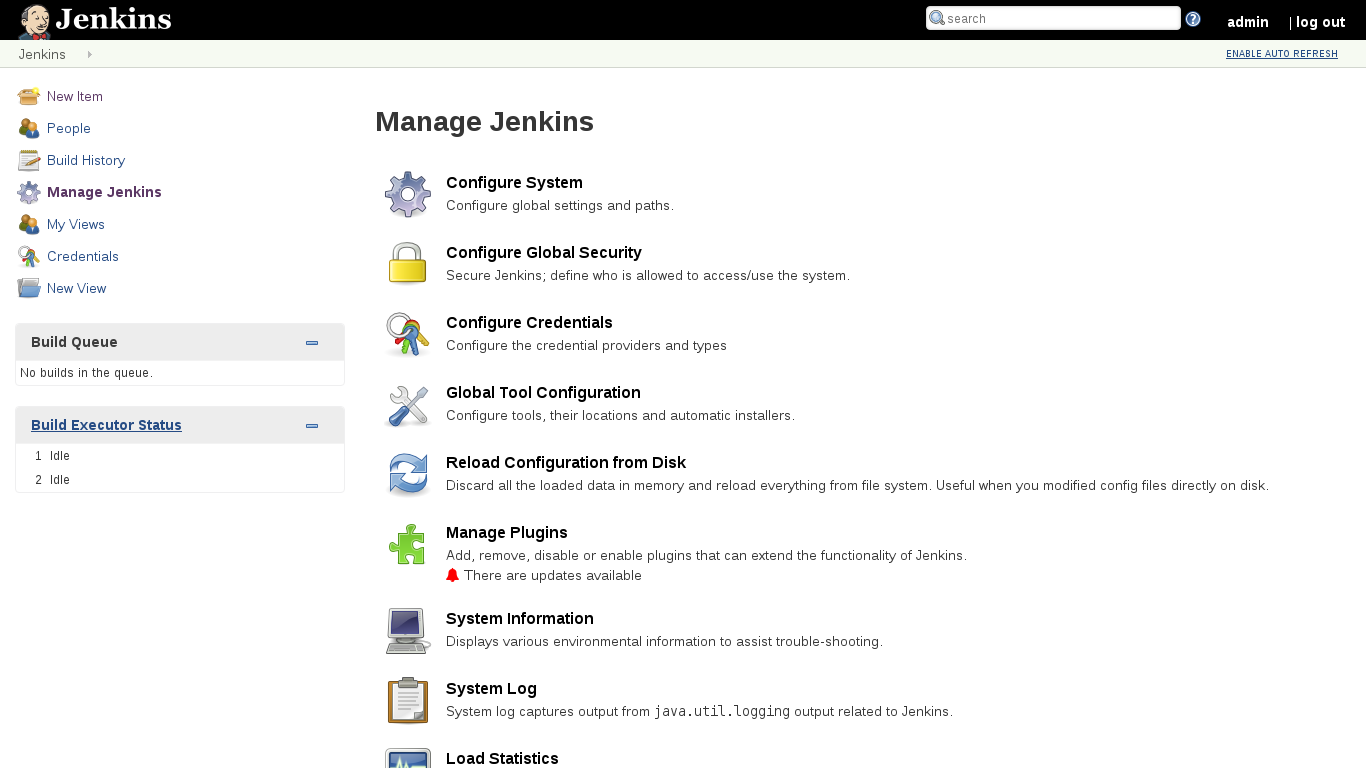 Jenkins
search
admin
| log out
Jenkins
ENABLE AUTO REFRESH
New Item
People
Build History
Manage Jenkins
My Views
Credentials
New View
Build Queue
No builds in the queue.
Build Executor Status
1 Idle
2 Idle
Manage Jenkins
Configure System
Configure global settings and paths.
Configure Global Security
Secure Jenkins; define who is allowed to access/use the system.
Configure Credentials
Configure the credential providers and types
Global Tool Configuration
Configure tools, their locations and automatic installers.
Reload Configuration from Disk
Discard all the loaded data in memory and reload everything from file system. Useful when you modified config files directly on disk.
Manage Plugins
Add, remove, disable or enable plugins that can extend the functionality of Jenkins.
There are updates available
System Information
Displays various environmental information to assist trouble-shooting.
System Log
System log captures output from java.util.logging output related to Jenkins.
Load Statistics